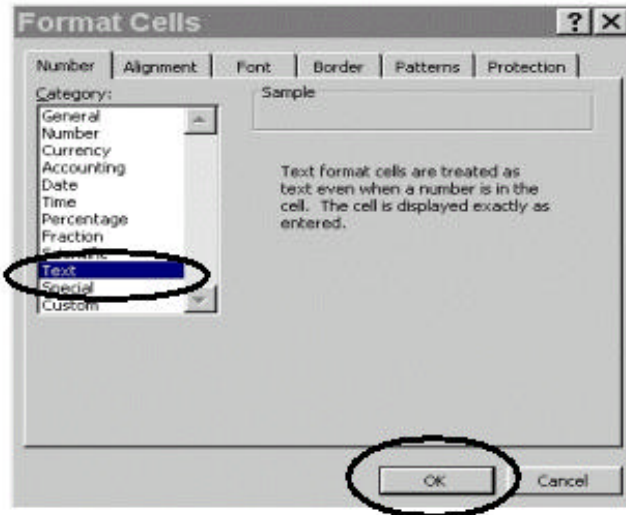 Format Cells
? X
Number Alignment Font Border Patterns Protection
Category:
General
Number
Currency
Accounting
Date
Time
Percentage
Fraction
Scientific
Text
Special
Custom
Sample
Text format cells are treated as
text even when a number is in the
cell. The cell is displayed exactly as
entered.
OK Cancel